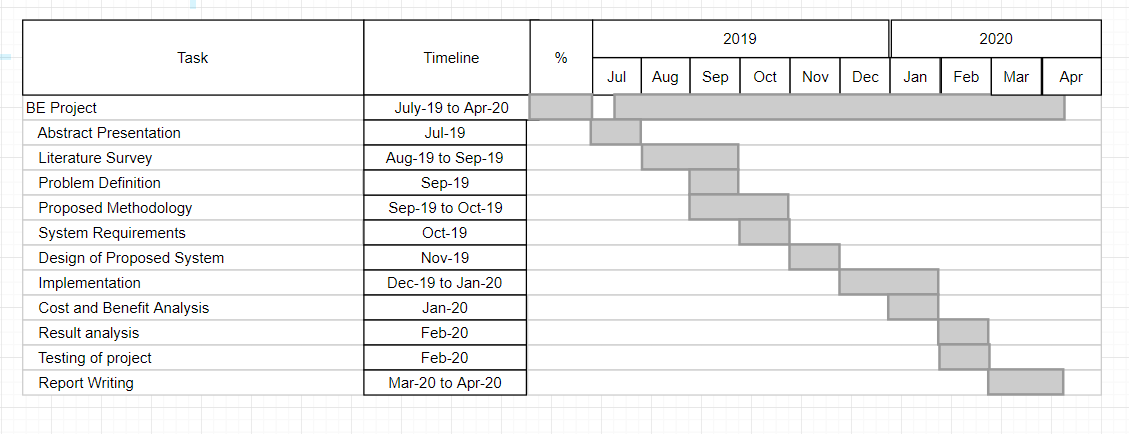 Task Timeline % 2019 2020
Jul Aug Sep Oct Nov Dec Jan Feb Mar Apr
BE Project July-19 to Apr-20
Abstract Presentation Jul-19
Literature Survey Aug-19 to Sep-19
Problem Definition Sep-19
Proposed Methodology Sep-19 to Oct-19
System Requirements Oct-19
Design of Proposed System Nov-19
Implementation Dec-19 to Jan-20
Cost and Benefit Analysis Jan-20
Result analysis Feb-20
Testing of project Feb-20
Report Writing Mar-20 to Apr-20